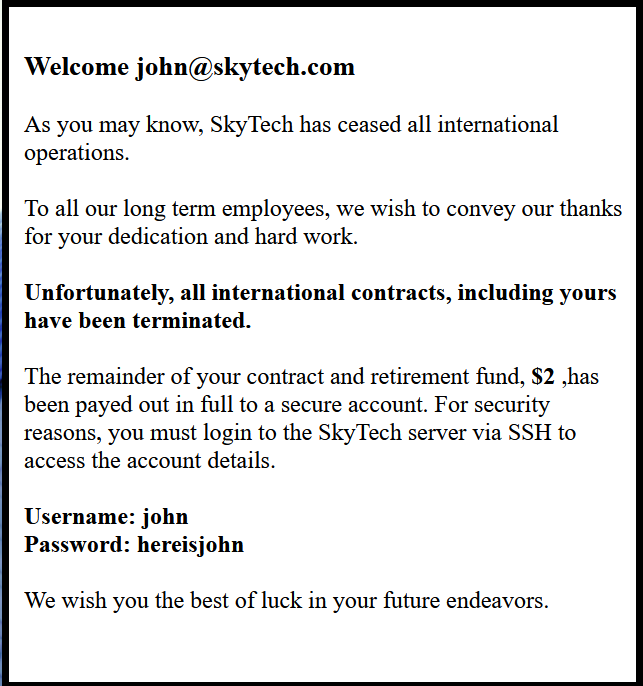 Welcome john@skytech.com
As you may know, SkyTech has ceased all international
operations.
To all our long term employees, we wish to convey our thanks
for your dedication and hard work.
Unfortunately, all international contracts, including yours
have been terminated.
The remainder of your contract and retirement fund, $2 ,has
been payed out in full to a secure account. For security
reasons, you must login to the SkyTech server via SSH to
access the account details.
Username: john
Password: hereisjohn
We wish you the best of luck in your future endeavors.